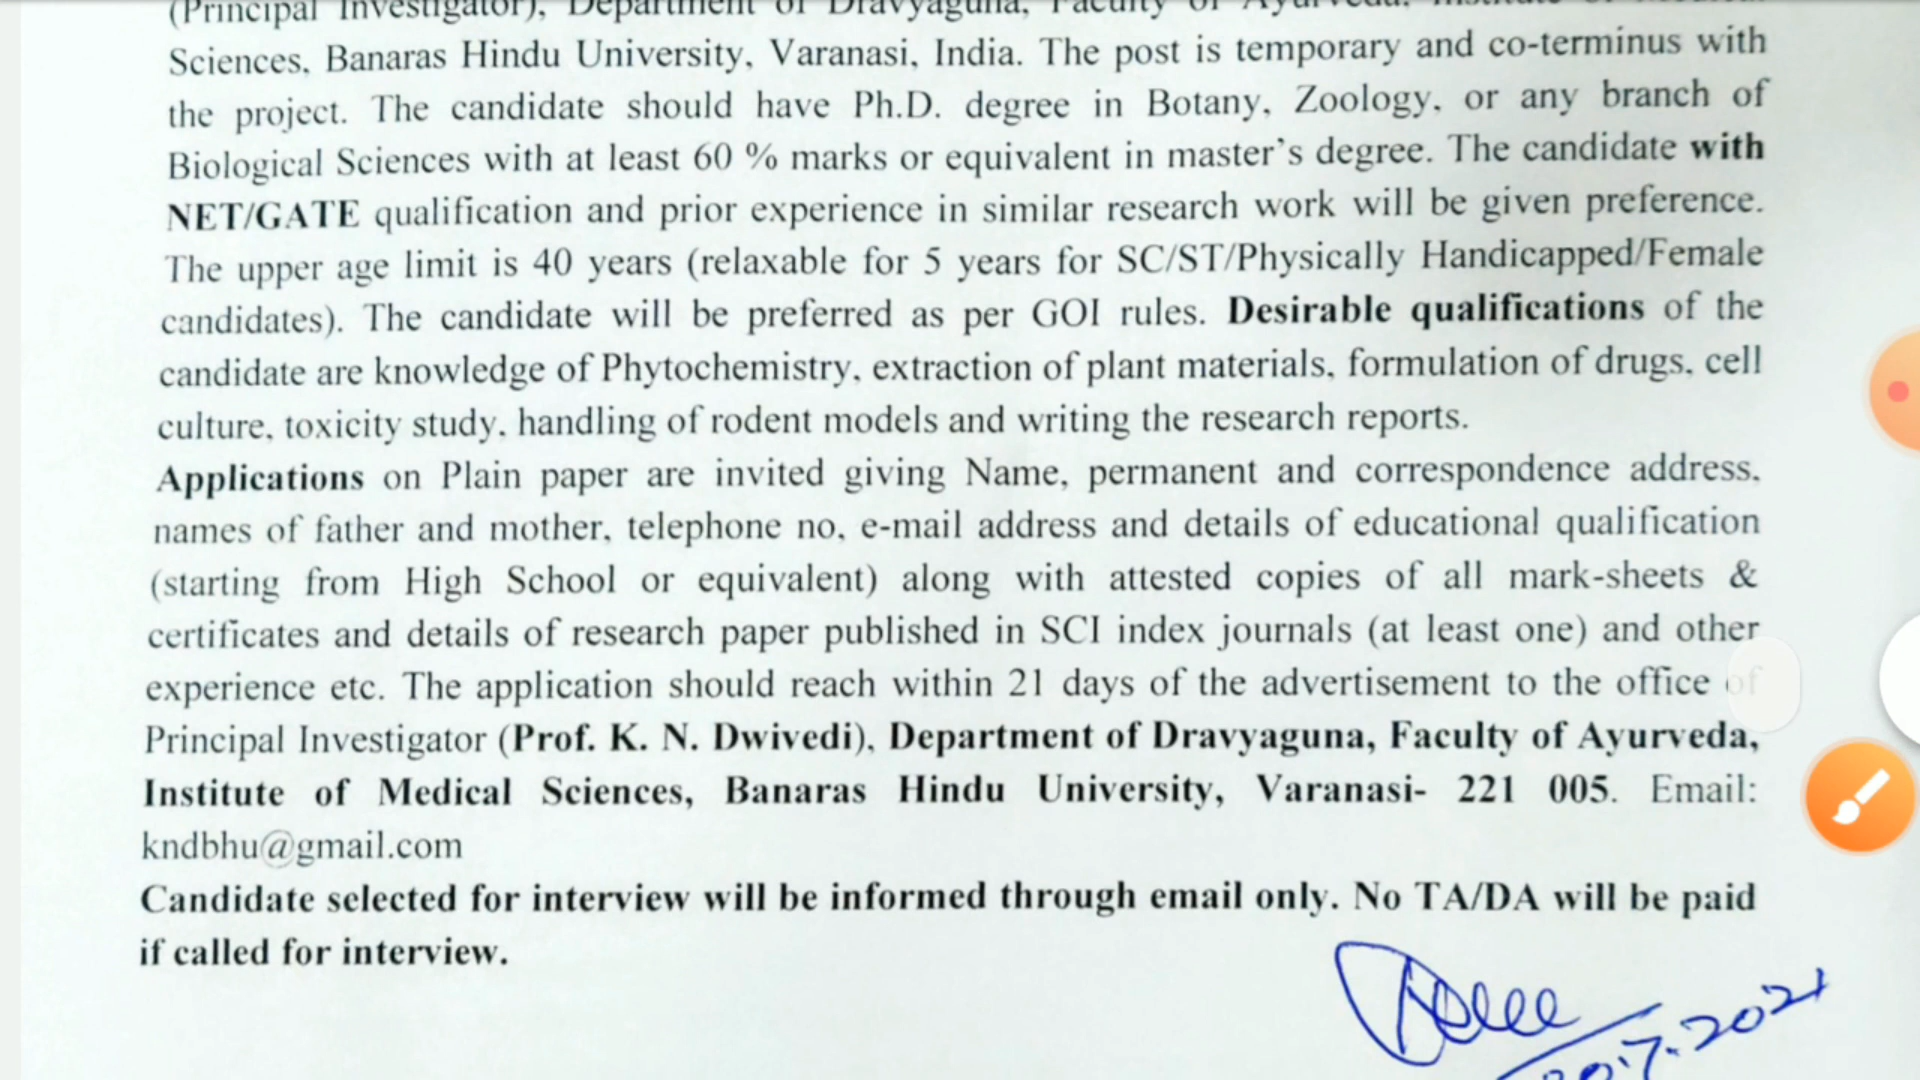 (Principal Investigator), Department of Dravyaguna, Faculty of Ayurveda, Institute of Medical
Sciences, Banaras Hindu University, Varanasi, India. The post is temporary and co-terminus with
the project. The candidate should have Ph.D. degree in Botany, Zoology, or any branch of
Biological Sciences with at least 60 % marks or equivalent in master's degree. The candidate with
NET/GATE qualification and prior experience in similar research work will be given preference.
The upper age limit is 40 years (relaxable for 5 years for SC/ST/Physically Handicapped/Female
candidates). The candidate will be preferred as per GOI rules. Desirable qualifications of the
candidate are knowledge of Phytochemistry, extraction of plant materials, formulation of drugs, cell
culture, toxicity study, handling of rodent models and writing the research reports.
Applications on Plain paper are invited giving Name, permanent and correspondence address,
names of father and mother, telephone no, e-mail address and details of educational qualification
(starting from High School or equivalent) along with attested copies of all mark-sheets &
certificates and details of research paper published in SCI index journals (at least one) and other
experience etc. The application should reach within 21 days of the advertisement to the office of
Principal Investigator (Prof. K. N. Dwivedi), Department of Dravyaguna, Faculty of Ayurveda,
Institute of Medical Sciences, Banaras Hindu University, Varanasi- 221 005. Email:
kndbhu@gmail.com
Candidate selected for interview will be informed through email only. No TA/DA will be paid
if called for interview.